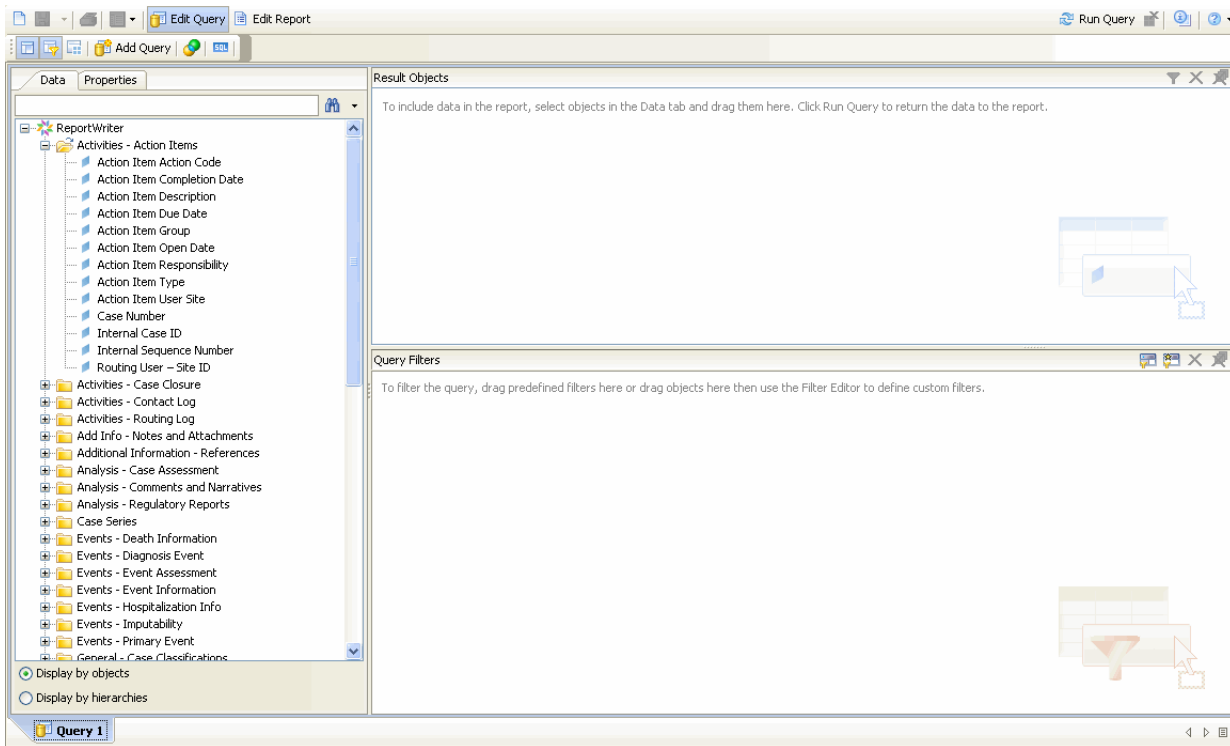 Edit Query Edit Report Run Query
Add Query SQL
Data Properties
Result Objects
To include data in the report, select objects in the Data tab and drag them here. Click Run Query to return the data to the report.
ReportWriter
Activities - Action Items
Action Item Action Code
Action Item Completion Date
Action Item Description
Action Item Due Date
Action Item Group
Action Item Open Date
Action Item Responsibility
Action Item Type
Action Item User Site
Case Number
Internal Case ID
Internal Sequence Number
Routing User – Site ID
Activities - Case Closure
Activities - Contact Log
Activities - Routing Log
Add Info - Notes and Attachments
Additional Information - References
Analysis - Case Assessment
Analysis - Comments and Narratives
Analysis - Regulatory Reports
Case Series
Events - Death Information
Events - Diagnosis Event
Events - Event Assessment
Events - Event Information
Events - Hospitalization Info
Events - Imputability
Events - Primary Event
General - Case Classifications
Display by objects
Display by hierarchies
Query Filters
To filter the query, drag predefined filters here or drag objects here then use the Filter Editor to define custom filters.
Query 1